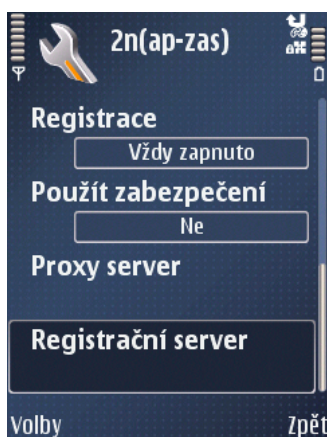 2n(ap-zas)
Registrace
Vždy zapnuto
Použít zabezpečení
Ne
Proxy server
Registrační server
Volby Zpět